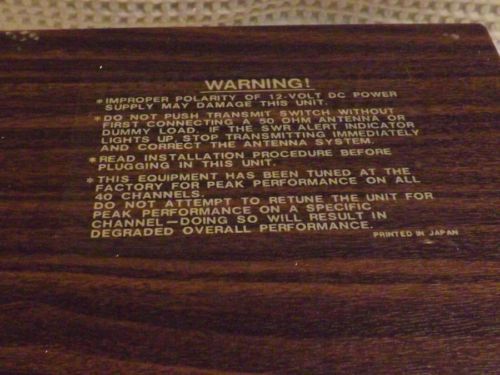 WARNING!
*IMPROPER POLARITY OF 12-VOLT DC POWER
SUPPLY MAY DAMAGE THIS UNIT.
*DO NOT PUSH TRANSMIT SWITCH WITHOUT
FIRST CONNECTING A 50 OHM ANTENNA OR
DUMMY LOAD. IF THE SWR ALERT INDICATOR
LIGHTS UP, STOP TRANSMITTING IMMEDIATELY
AND CORRECT THE ANTENNA SYSTEM.
*READ INSTALLATION PROCEDURE BEFORE
PLUGGING IN THIS UNIT.
*THIS EQUIPMENT HAS BEEN TUNED AT THE
FACTORY FOR PEAK PERFORMANCE ON ALL
40 CHANNELS.
DO NOT ATTEMPT TO RETUNE THE UNIT FOR
PEAK PERFORMANCE ON A SPECIFIC
CHANNEL—DOING SO WILL RESULT IN
DEGRADED OVERALL PERFORMANCE.
PRINTED IN JAPAN